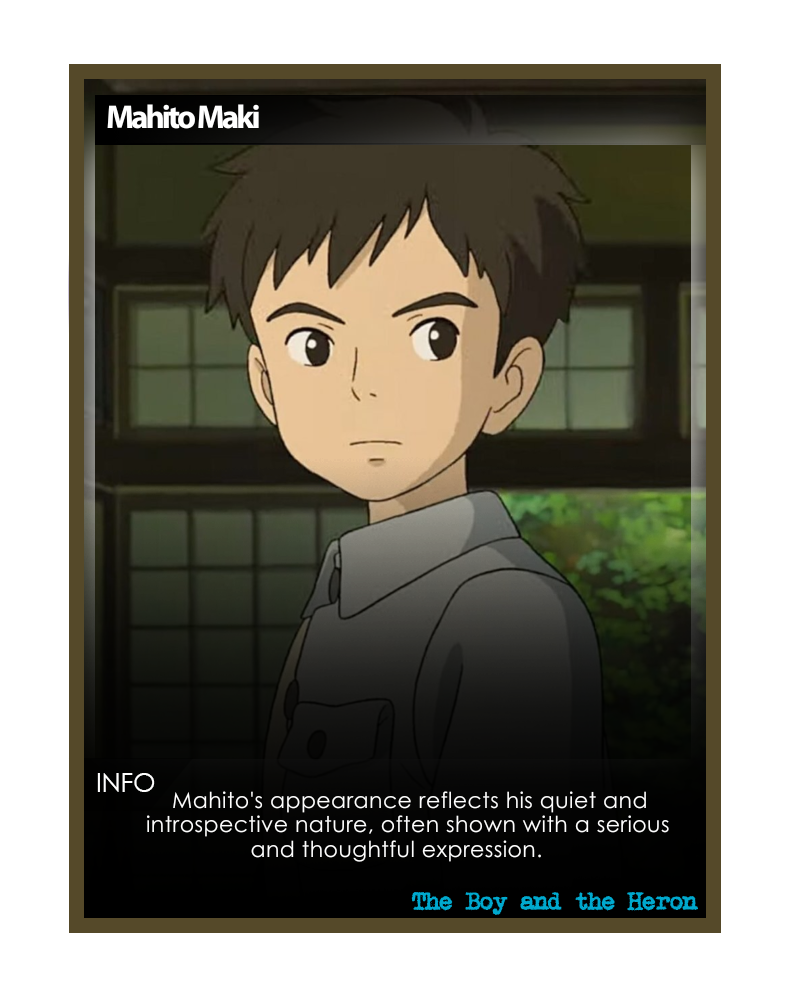 Mahito Maki
INFO
Mahito's appearance reflects his quiet and
introspective nature, often shown with a serious
and thoughtful expression.
The Boy and the Heron